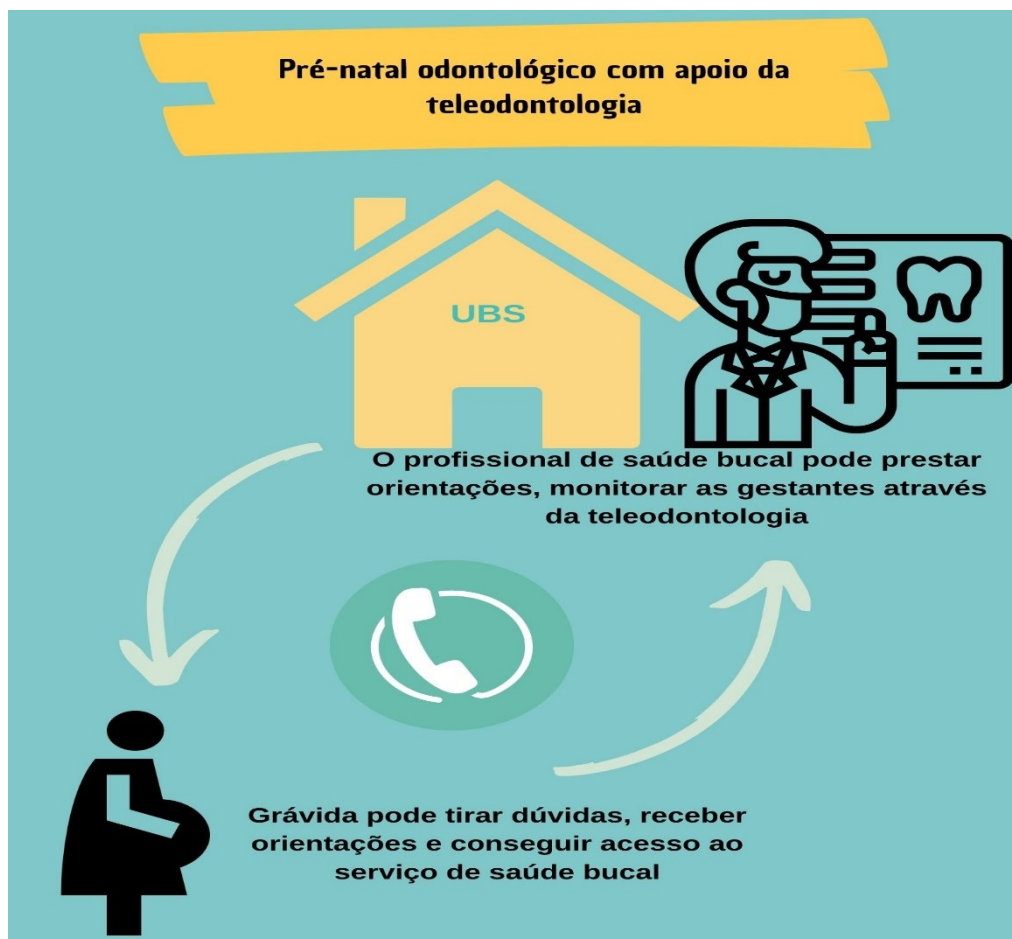 Pré-natal odontológico com apoio da
teleodontologia
UBS
O profissional de saúde bucal pode prestar
orientações, monitorar as gestantes através
da teleodontologia
Grávida pode tirar dúvidas, receber
orientações e conseguir acesso ao
serviço de saúde bucal